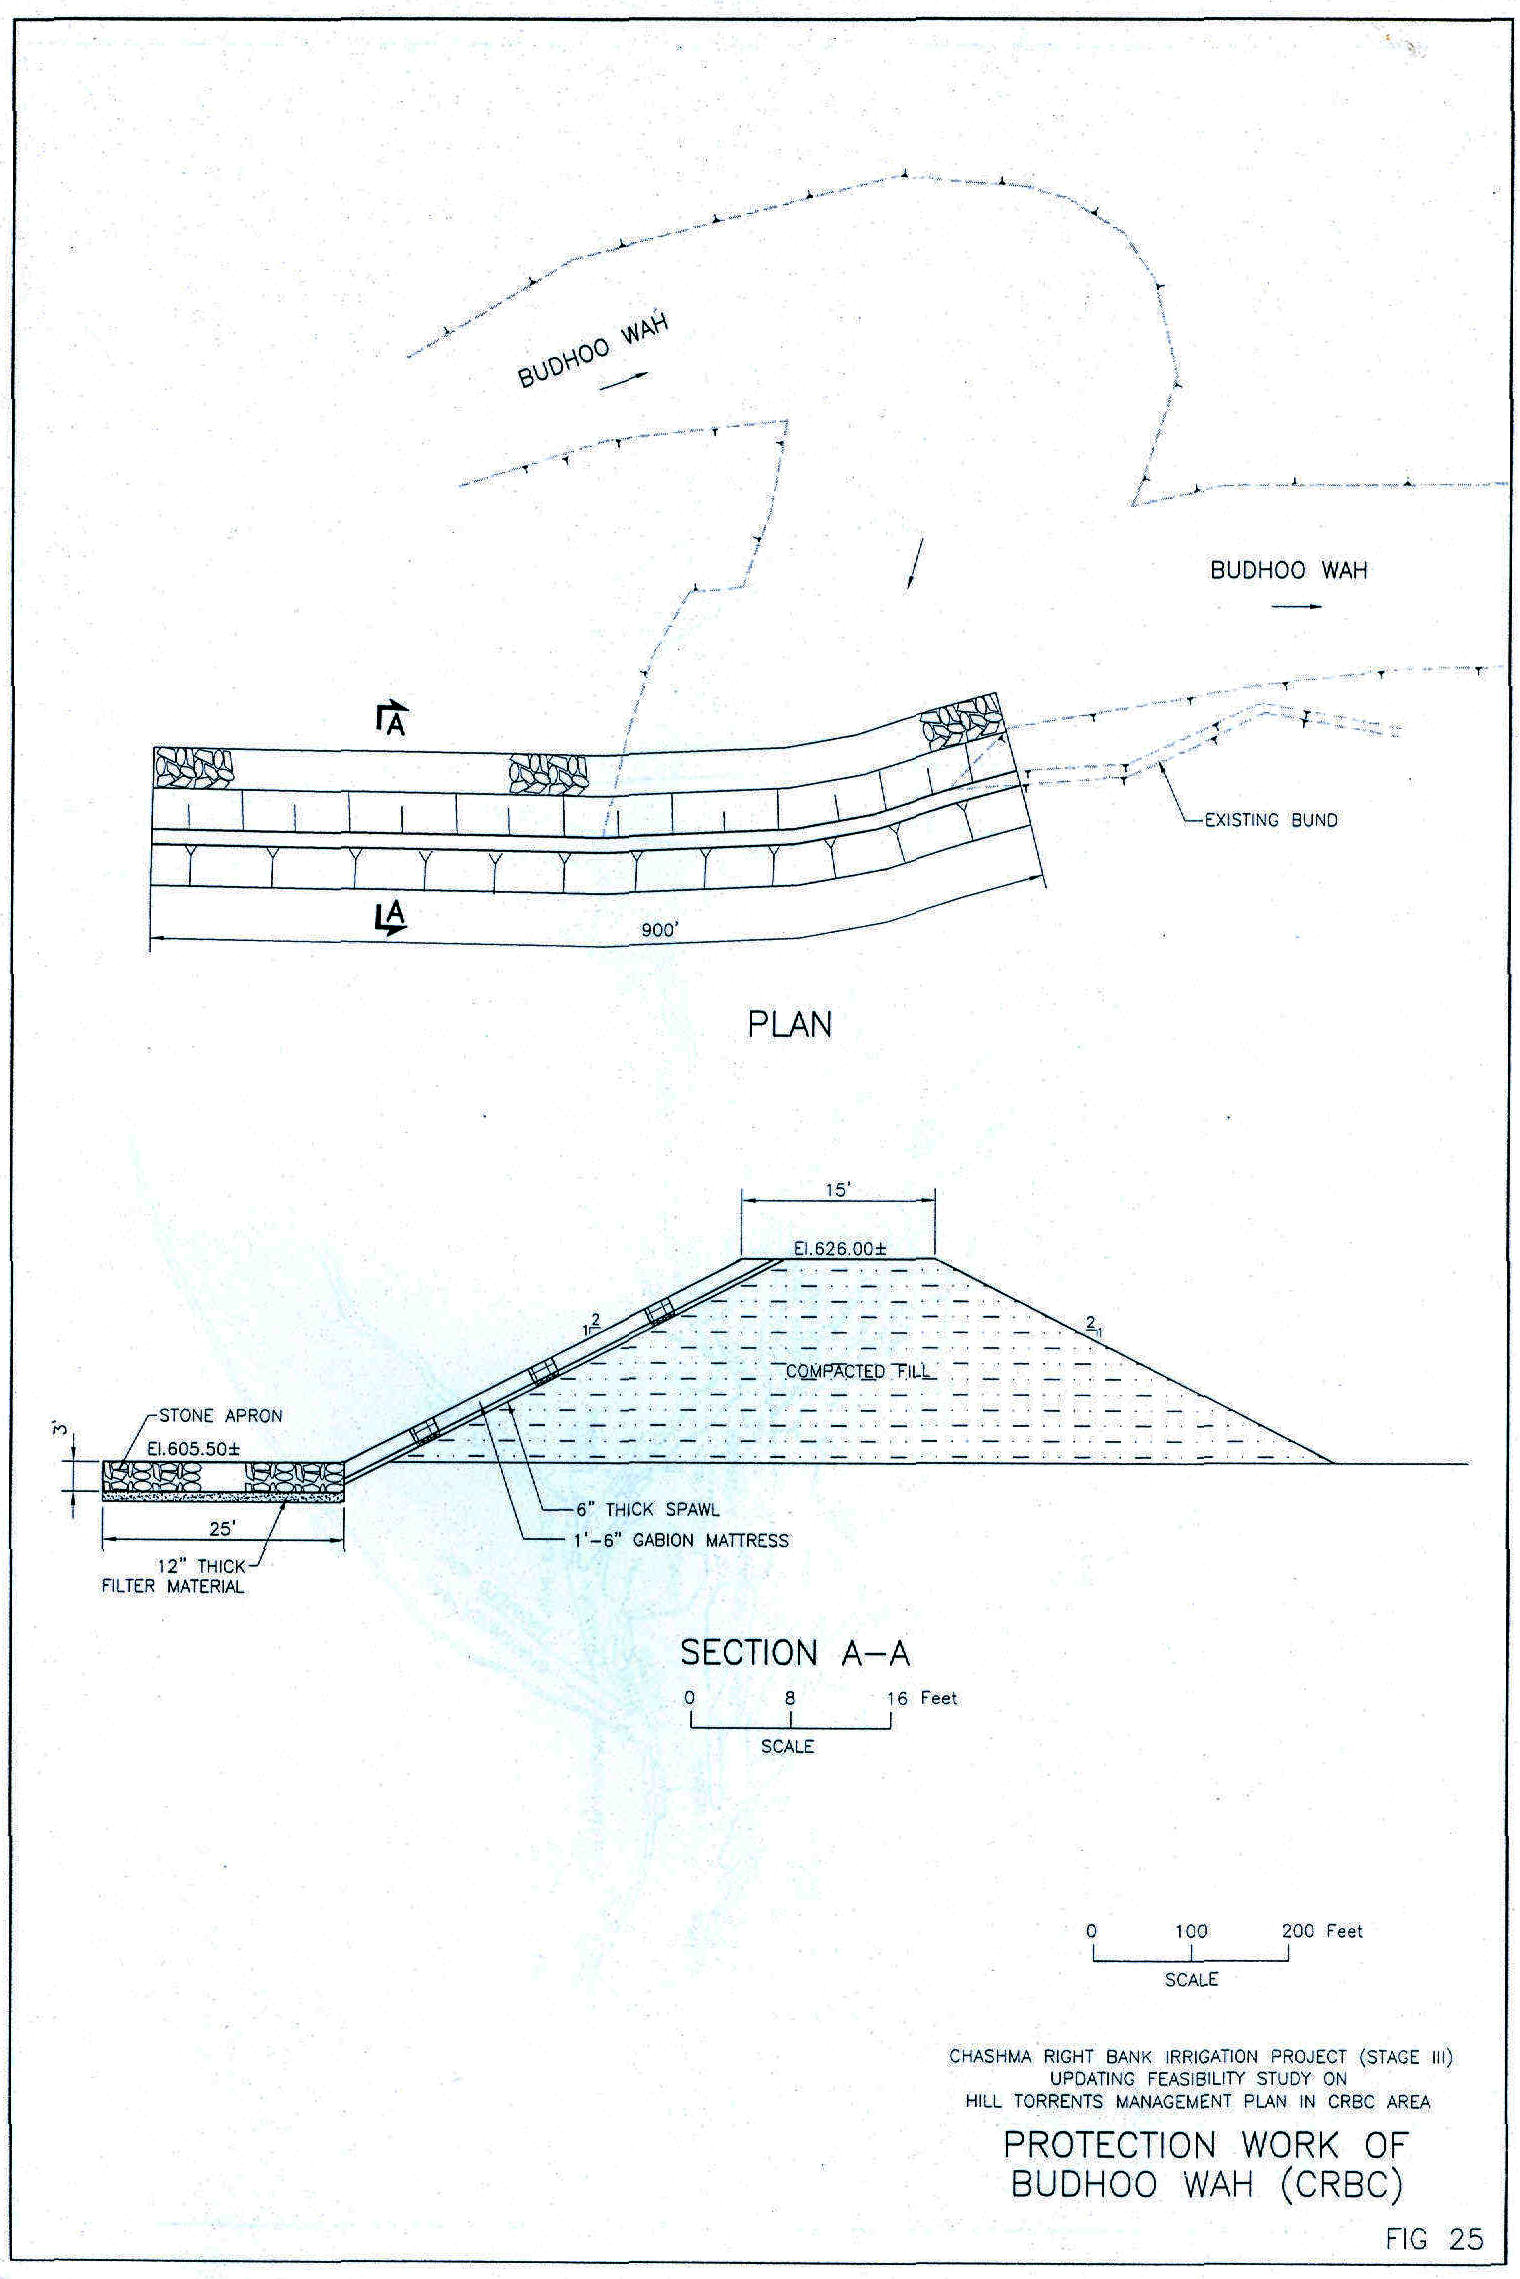 BUDHOO WAH
BUDHOO WAH
A
EXISTING BUND
A
900'
PLAN
15'
El.626.00±
2
1
2
1
COMPACTED FILL
STONE APRON
3'
El.605.50±
6" THICK SPAWL
25'
1'-6" GABION MATTRESS
12" THICK
FILTER MATERIAL
SECTION A-A
0 8 16 Feet
SCALE
0 100 200 Feet
SCALE
CHASHMA RIGHT BANK IRRIGATION PROJECT (STAGE III)
UPDATING FEASIBILITY STUDY ON
HILL TORRENTS MANAGEMENT PLAN IN CRBC AREA
PROTECTION WORK OF
BUDHOO WAH (CRBC)
FIG 25